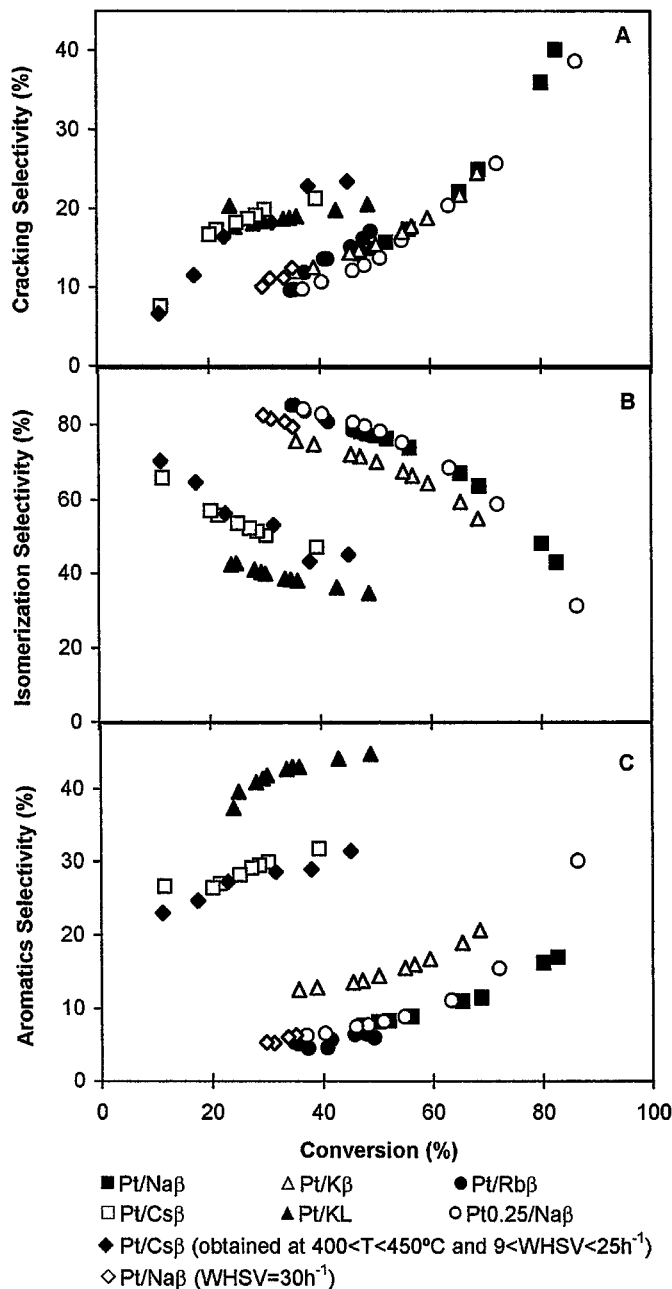 A
Cracking Selectivity (%)
40
30
20
10
0
B
Isomerization Selectivity (%)
80
60
40
20
0
C
Aromatics Selectivity (%)
40
30
20
10
0
0 20 40 60 80 100
Conversion (%)
Pt/Naβ Pt/Kβ Pt/Rbβ
Pt/Csβ Pt/KL Pt0.25/Naβ
Pt/Csβ (obtained at 400<T<450ºC and 9<WHSV<25h⁻¹)
Pt/Naβ (WHSV=30h⁻¹)